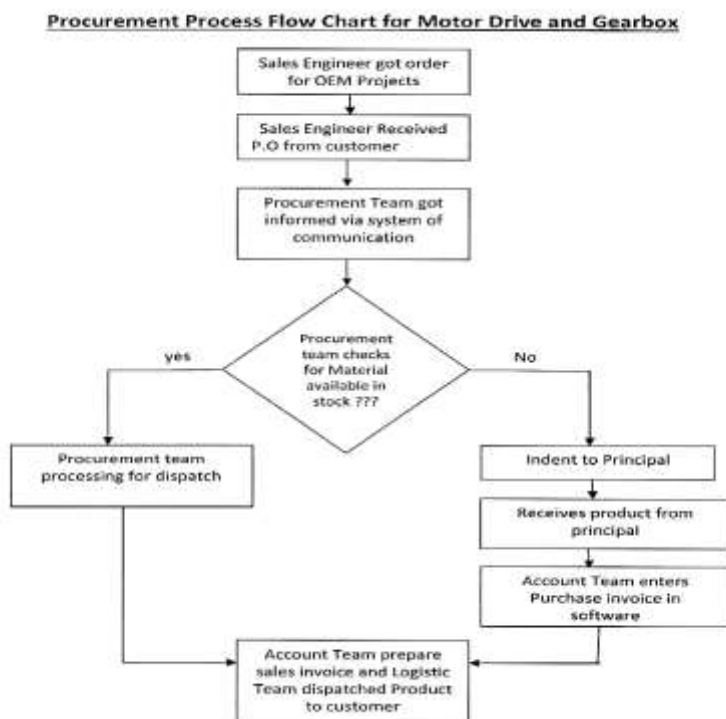 Procurement Process Flow Chart for Motor Drive and Gearbox
Sales Engineer got order
for OEM Projects
Sales Engineer Received
P.O from customer
Procurement Team got
informed via system of
communication
Procurement
team checks
for Material
available in
stock ???
yes
No
Procurement team
processing for dispatch
Indent to Principal
Receives product from
principal
Account Team enters
Purchase invoice in
software
Account Team prepare
sales invoice and Logistic
Team dispatched Product
to customer